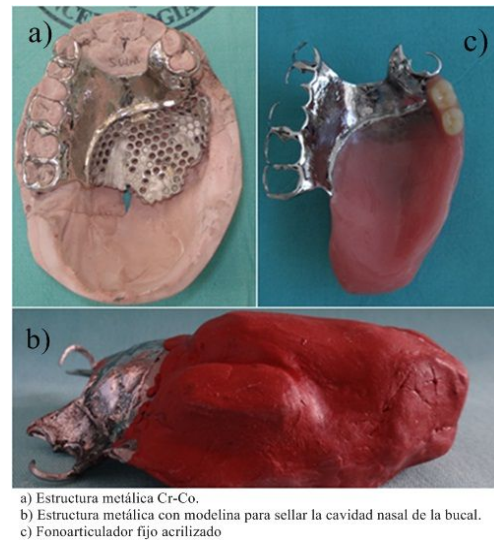 a)
c)
b)
a) Estructura metálica Cr-Co.
b) Estructura metálica con modelina para sellar la cavidad nasal de la bucal.
c) Fonoarticulador fijo acrilizado